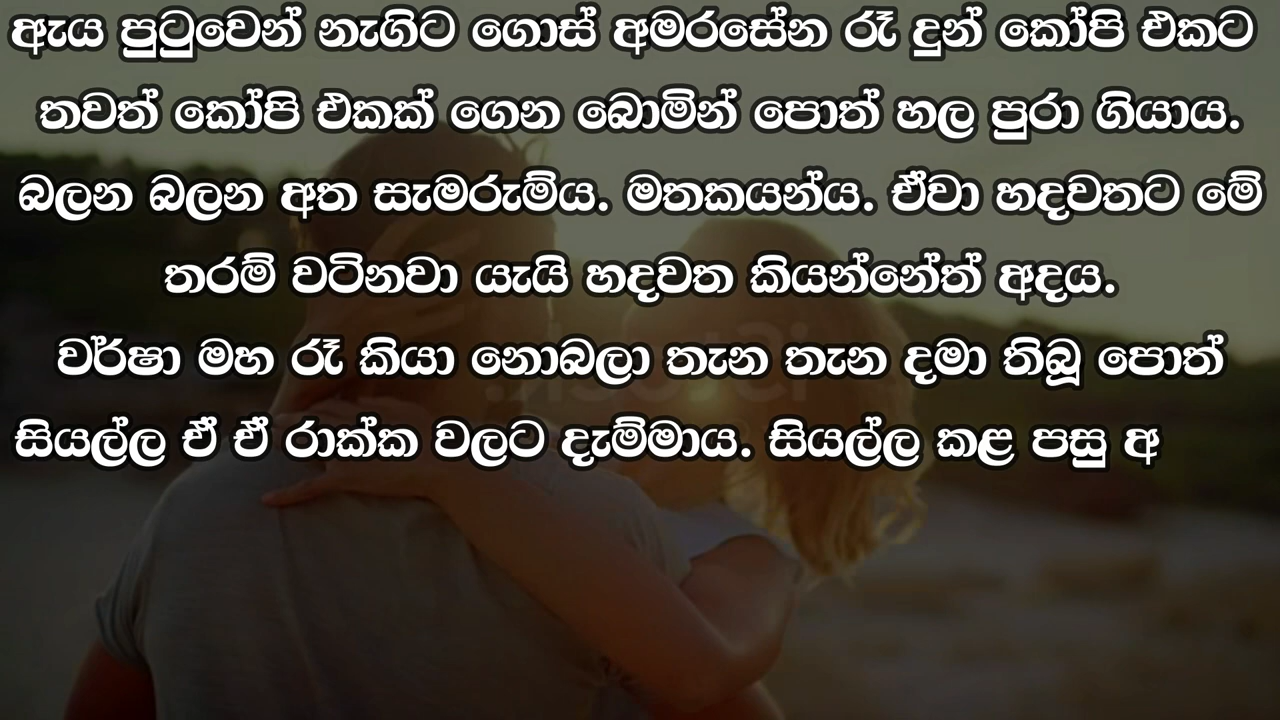 ඇය පුටුවෙන් නැගිට ගොස් අමරසේන රෑ දුන් කෝපි එකට
තවත් කෝපි එකක් ගෙන බොමින් පොත් හල පුරා ගියාය.
බලන බලන අත සැමරුම්ය. මතකයන්ය. ඒවා හදවතට මේ
තරම් වටිනවා යැයි හදවත කියන්නේත් අදය.
වර්ෂා මහ රෑ කියා නොබලා තැන තැන දමා තිබූ පොත්
සියල්ල ඒ ඒ රාක්ක වලට දැම්මාය. සියල්ල කළ පසු අ